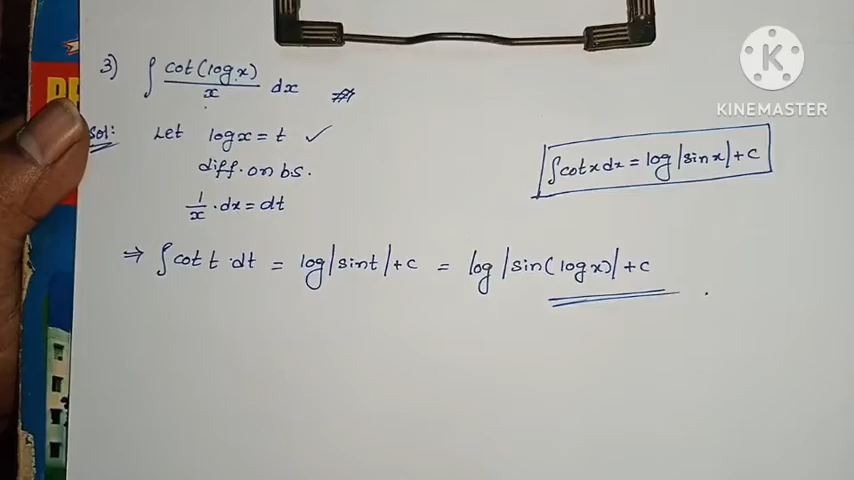 3) ∫ cot(log x)/x dx
K
KINEMASTER
Sol: Let log x = t ✓
diff. on bs.
∫cot x dx = log|sin x| + c
1/x · dx = dt
⇒ ∫cot t · dt = log|sin t| + c = log|sin(log x)| + c